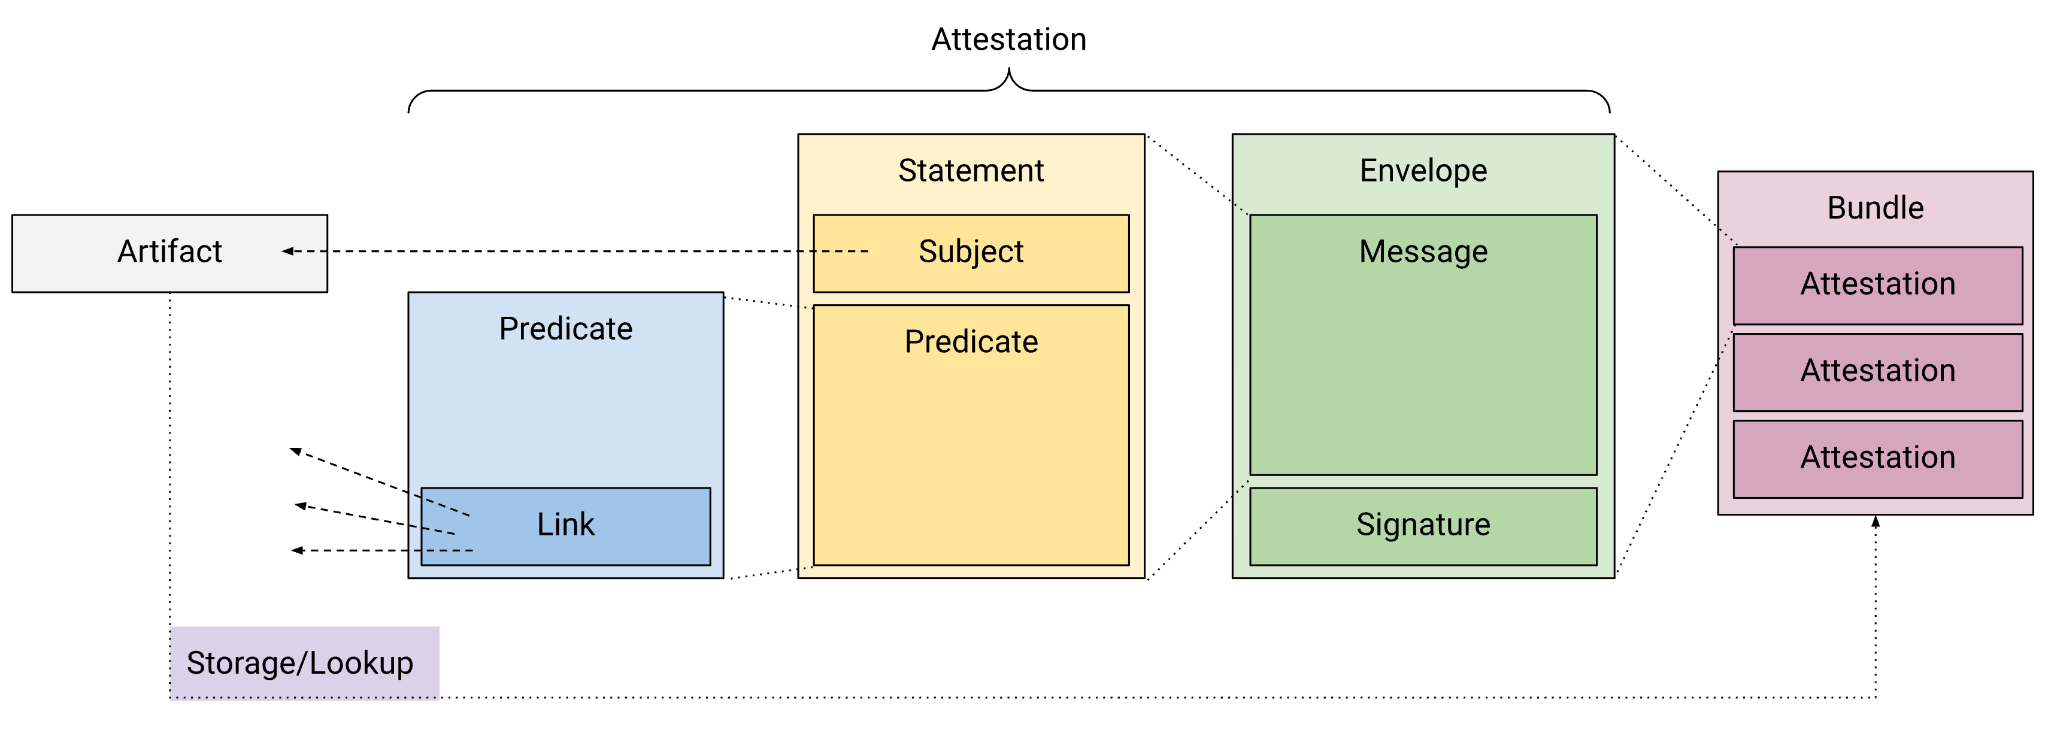 Attestation
Artifact
Predicate
Link
Statement
Subject
Predicate
Envelope
Message
Signature
Bundle
Attestation
Attestation
Attestation
Storage/Lookup